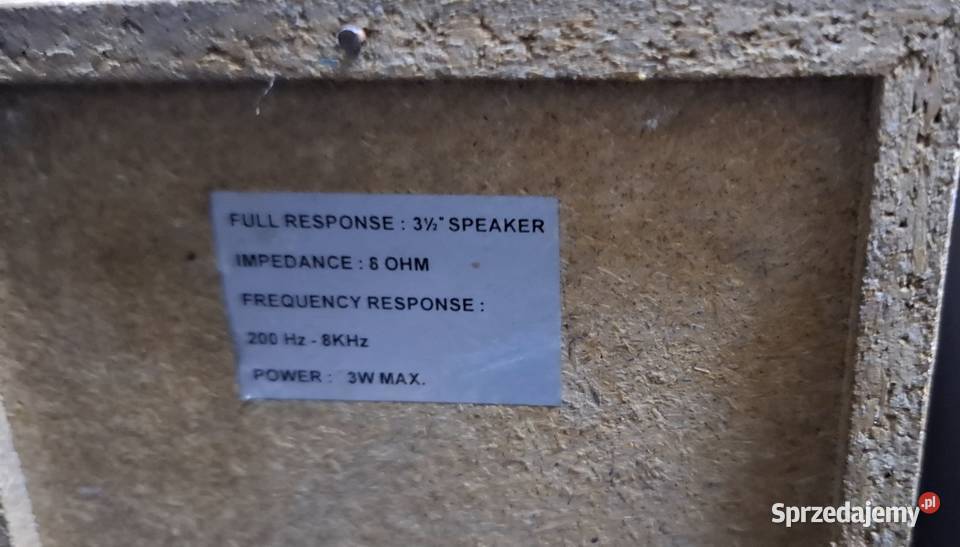 FULL RESPONSE : 3½" SPEAKER
IMPEDANCE : 8 OHM
FREQUENCY RESPONSE :
200 Hz - 8KHz
POWER : 3W MAX.
Sprzedajemy.pl